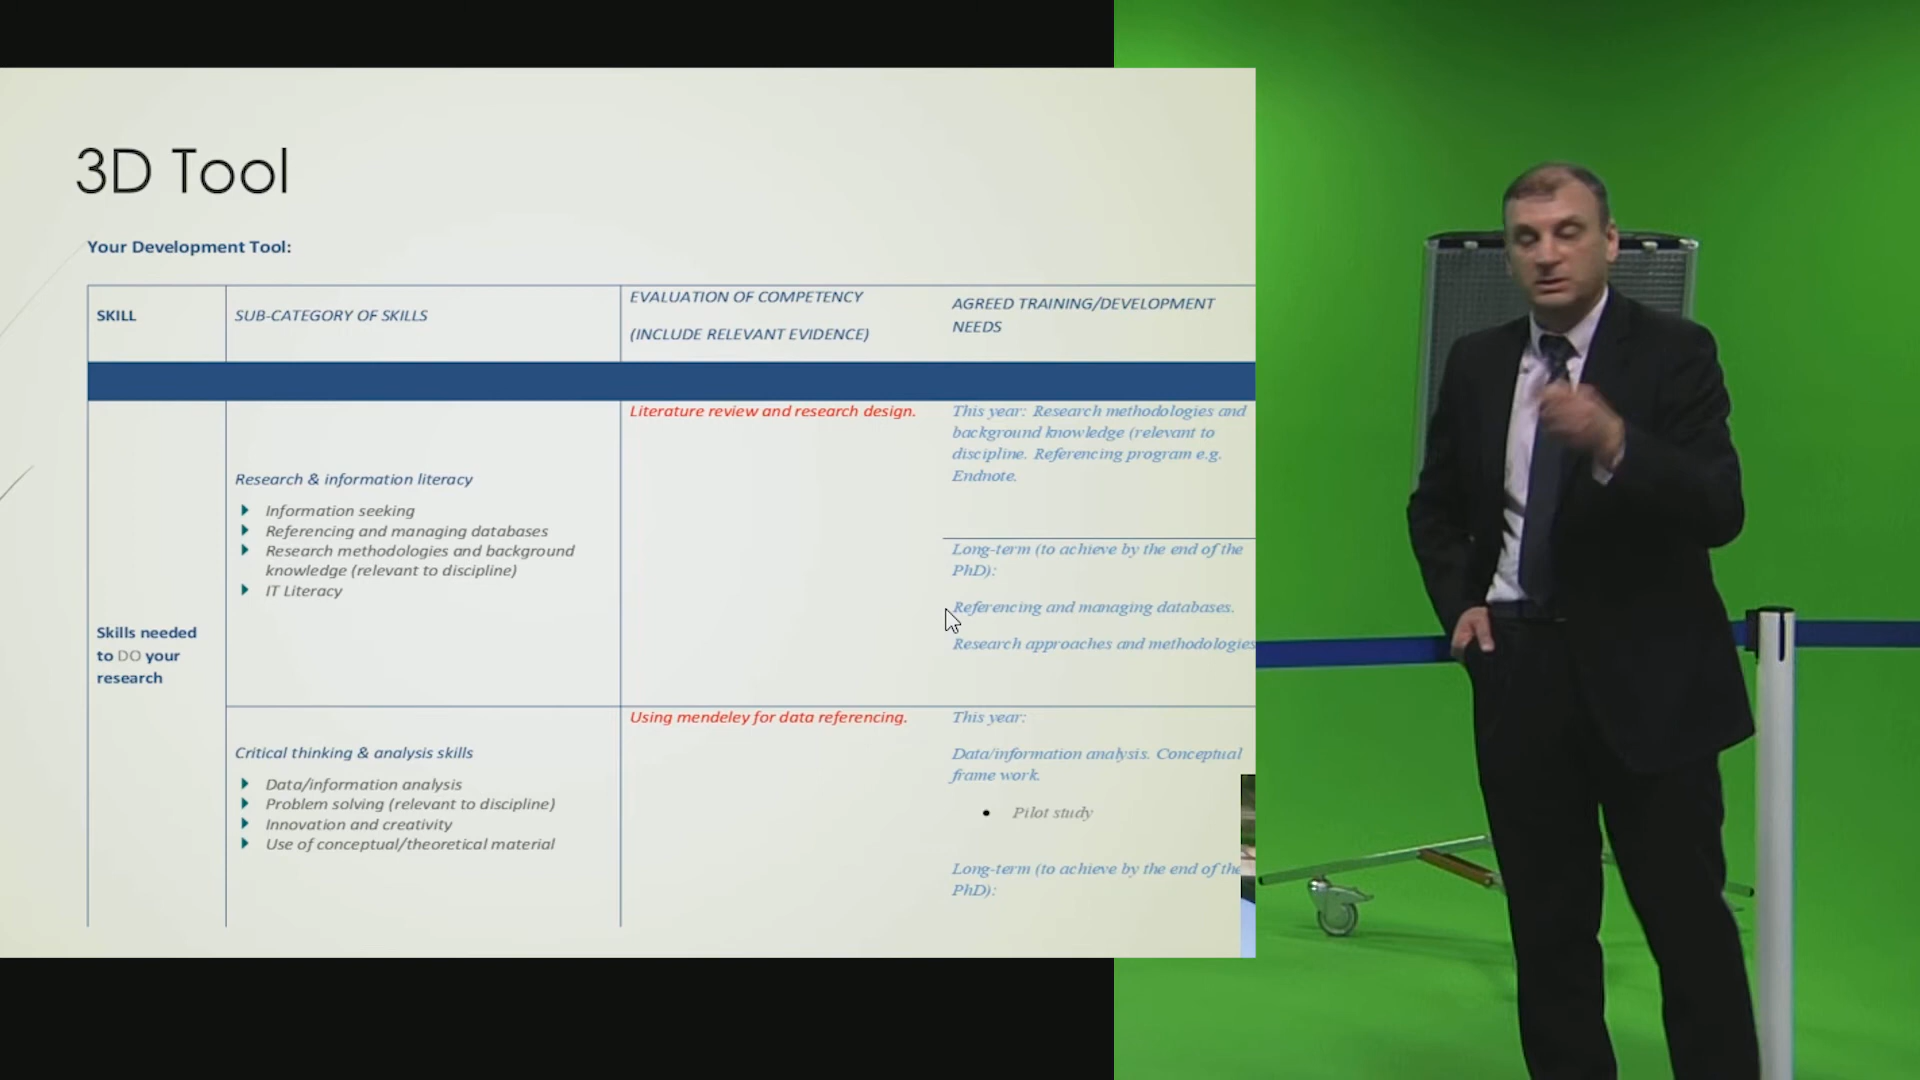 3D Tool
Your Development Tool:
SKILL
SUB-CATEGORY OF SKILLS
EVALUATION OF COMPETENCY
(INCLUDE RELEVANT EVIDENCE)
AGREED TRAINING/DEVELOPMENT
NEEDS
Skills needed
to DO your
research
Research & information literacy
Information seeking
Referencing and managing databases
Research methodologies and background
knowledge (relevant to discipline)
IT Literacy
Literature review and research design.
This year: Research methodologies and
background knowledge (relevant to
discipline. Referencing program e.g.
Endnote.
Long-term (to achieve by the end of the
PhD):
Referencing and managing databases.
Research approaches and methodologies
Critical thinking & analysis skills
Data/information analysis
Problem solving (relevant to discipline)
Innovation and creativity
Use of conceptual/theoretical material
Using mendeley for data referencing.
This year:
Data/information analysis. Conceptual
frame work.
Pilot study
Long-term (to achieve by the end of the
PhD):